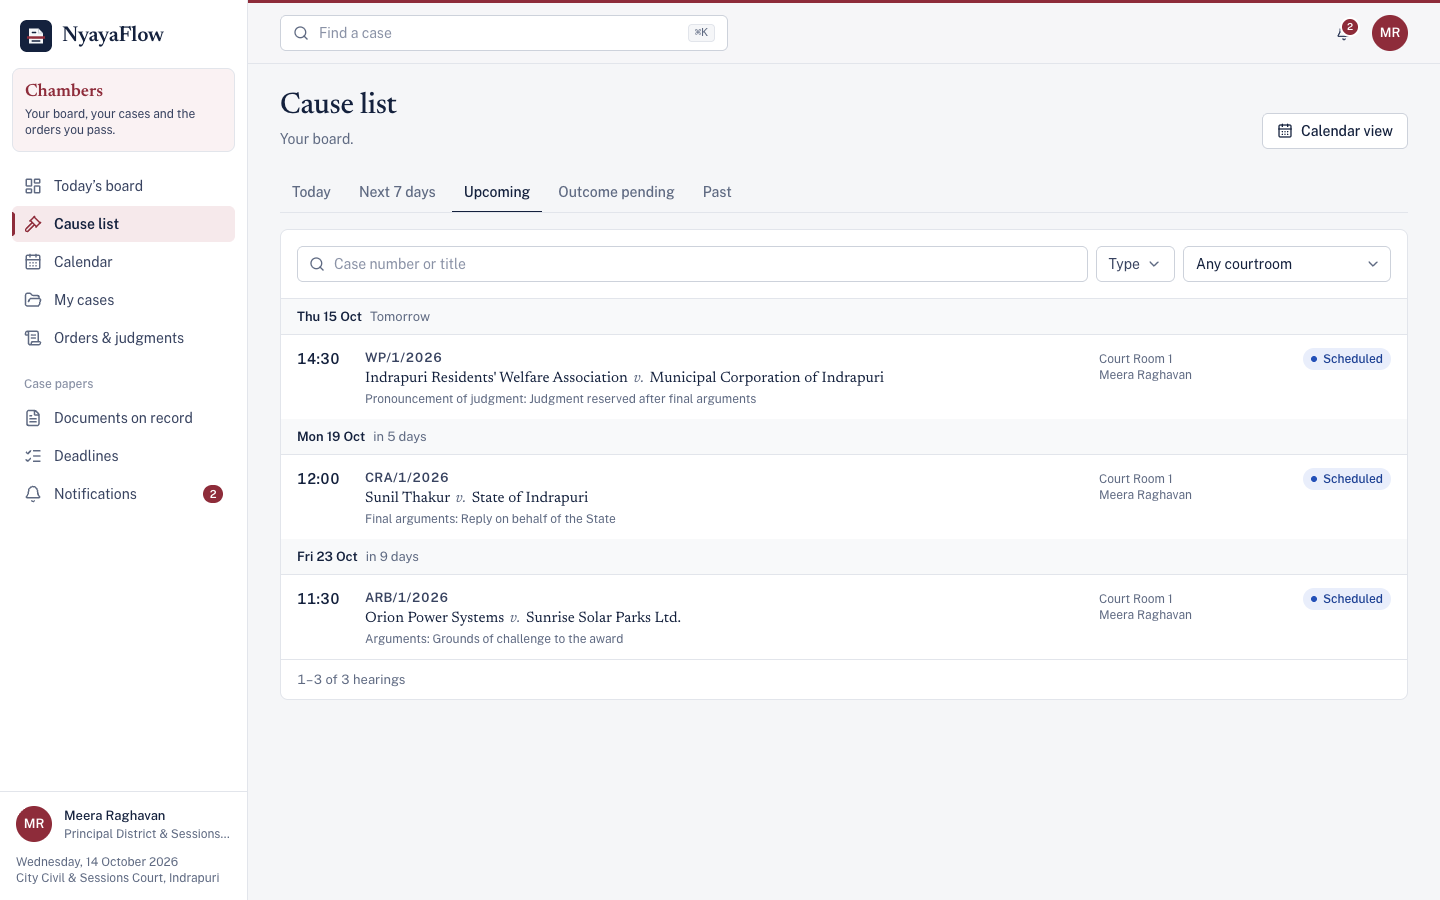 NyayaFlow
Chambers
Your board, your cases and the
orders you pass.
Today's board
Cause list
Calendar
My cases
Orders & judgments
Case papers
Documents on record
Deadlines
Notifications 2
MR
Meera Raghavan
Principal District & Sessions...
Wednesday, 14 October 2026
City Civil & Sessions Court, Indrapuri
Find a case ⌘K
2
MR
Cause list
Your board.
Calendar view
Today Next 7 days Upcoming Outcome pending Past
Case number or title Type Any courtroom
Thu 15 Oct Tomorrow
14:30 WP/1/2026 Court Room 1 Scheduled
Indrapuri Residents' Welfare Association v. Municipal Corporation of Indrapuri Meera Raghavan
Pronouncement of judgment: Judgment reserved after final arguments
Mon 19 Oct in 5 days
12:00 CRA/1/2026 Court Room 1 Scheduled
Sunil Thakur v. State of Indrapuri Meera Raghavan
Final arguments: Reply on behalf of the State
Fri 23 Oct in 9 days
11:30 ARB/1/2026 Court Room 1 Scheduled
Orion Power Systems v. Sunrise Solar Parks Ltd. Meera Raghavan
Arguments: Grounds of challenge to the award
1–3 of 3 hearings